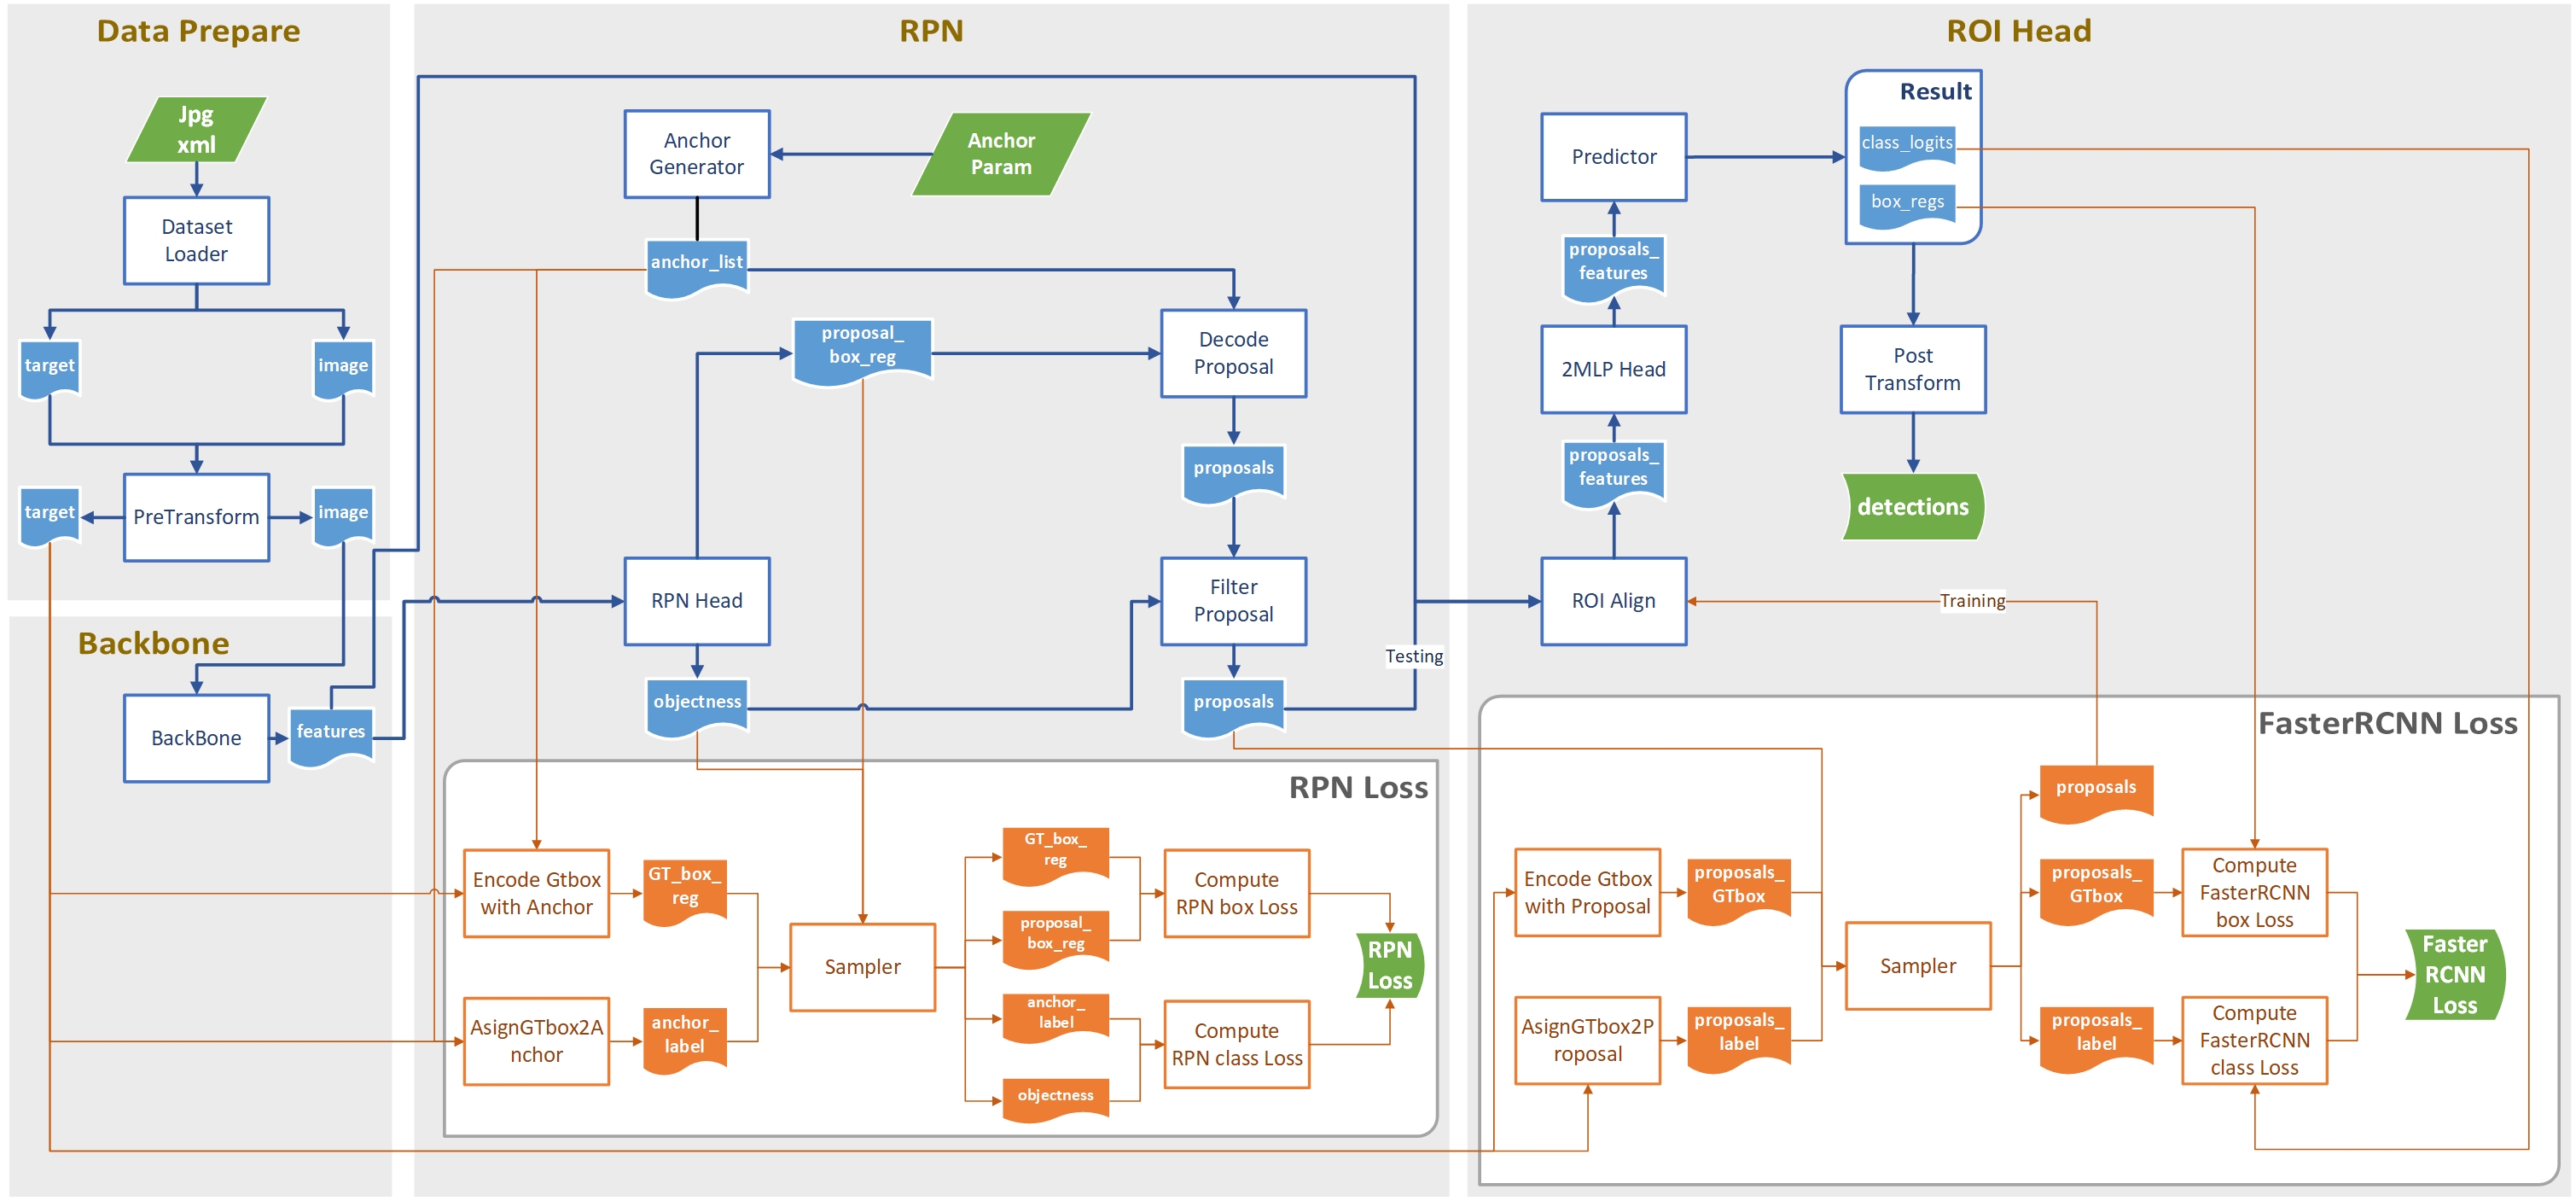 Data Prepare
Jpg
xml
Dataset
Loader
target
image
target
PreTransform
image
Backbone
BackBone
features
RPN
Anchor
Generator
Anchor
Param
anchor_list
proposal_
box_reg
Decode
Proposal
proposals
RPN Head
Filter
Proposal
objectness
proposals
Testing
RPN Loss
Encode Gtbox
with Anchor
GT_box_
reg
AsignGTbox2A
nchor
anchor_
label
Sampler
GT_box_
reg
proposal_
box_reg
anchor_
label
objectness
Compute
RPN box Loss
Compute
RPN class Loss
RPN
Loss
ROI Head
Predictor
Result
class_logits
box_regs
proposals_
features
2MLP Head
Post
Transform
proposals_
features
detections
ROI Align
Training
FasterRCNN Loss
Encode Gtbox
with Proposal
proposals_
GTbox
AsignGTbox2P
roposal
proposals_
label
Sampler
proposals
proposals_
GTbox
proposals_
label
Compute
FasterRCNN
box Loss
Compute
FasterRCNN
class Loss
Faster
RCNN
Loss